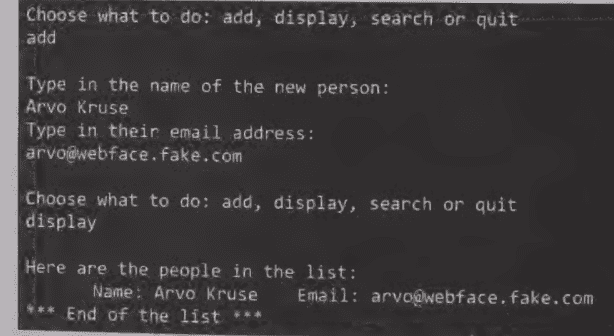 Choose what to do: add, display, search or quit
add
Type in the name of the new person:
Arvo Kruse
Type in their email address:
arvo@webface.fake.com
Choose what to do: add, display, search or quit
display
Here are the people in the list:
Name: Arvo Kruse Email: arvo@webface.fake.com
*** End of the list ***